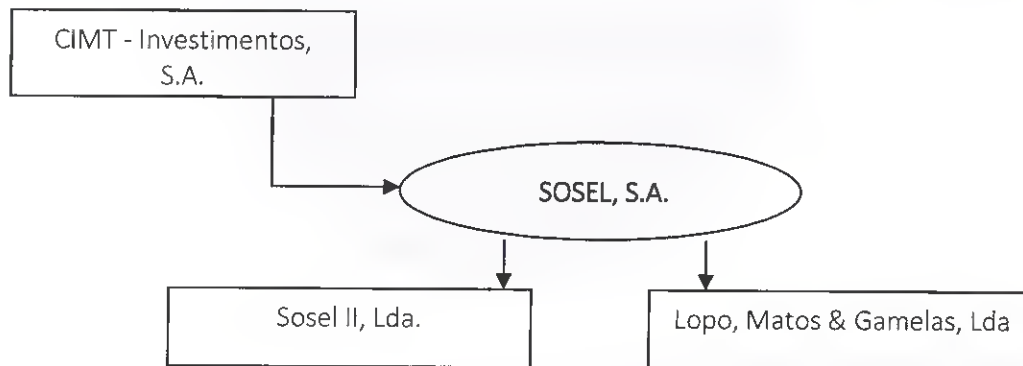 CIMT - Investimentos,
S.A.
SOSEL, S.A.
Sosel II, Lda.
Lopo, Matos & Gamelas, Lda